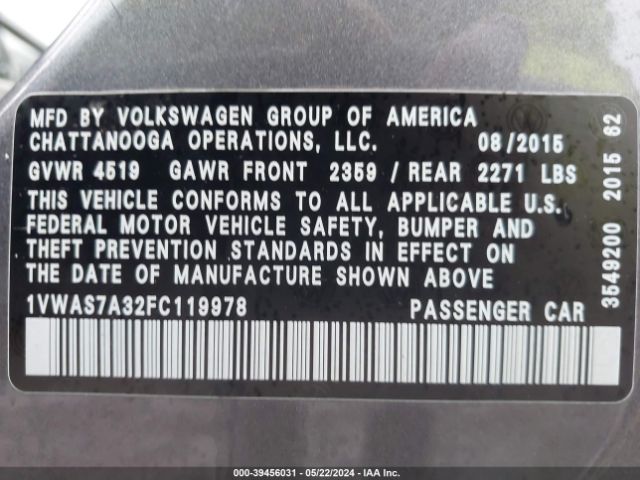 MFD BY VOLKSWAGEN GROUP OF AMERICA
CHATTANOOGA OPERATIONS, LLC. 08/2015
GVWR 4519 GAWR FRONT 2359 / REAR 2271 LBS
THIS VEHICLE CONFORMS TO ALL APPLICABLE U.S.
FEDERAL MOTOR VEHICLE SAFETY, BUMPER AND
THEFT PREVENTION STANDARDS IN EFFECT ON
THE DATE OF MANUFACTURE SHOWN ABOVE
1VWAS7A32FC119978 PASSENGER CAR
3549200 2015 62
000-39456031 - 05/22/2024 - IAA Inc.